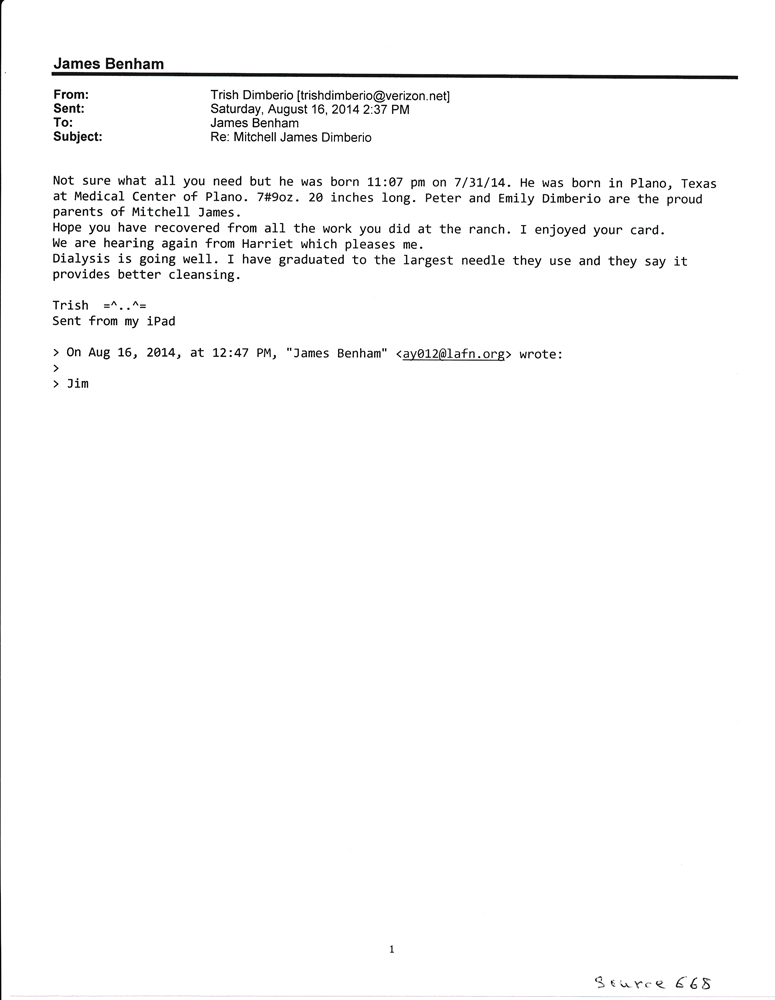 James Benham
From: Trish Dimberio [trishdimberio@verizon.net]
Sent: Saturday, August 16, 2014 2:37 PM
To: James Benham
Subject: Re: Mitchell James Dimberio
Not sure what all you need but he was born 11:07 pm on 7/31/14. He was born in Plano, Texas
at Medical Center of Plano. 7#9oz. 20 inches long. Peter and Emily Dimberio are the proud
parents of Mitchell James.
Hope you have recovered from all the work you did at the ranch. I enjoyed your card.
We are hearing again from Harriet which pleases me.
Dialysis is going well. I have graduated to the largest needle they use and they say it
provides better cleansing.
Trish =^..^=
Sent from my iPad
> On Aug 16, 2014, at 12:47 PM, "James Benham" <ay012@lafn.org> wrote:
>
> Jim
1
Source 668